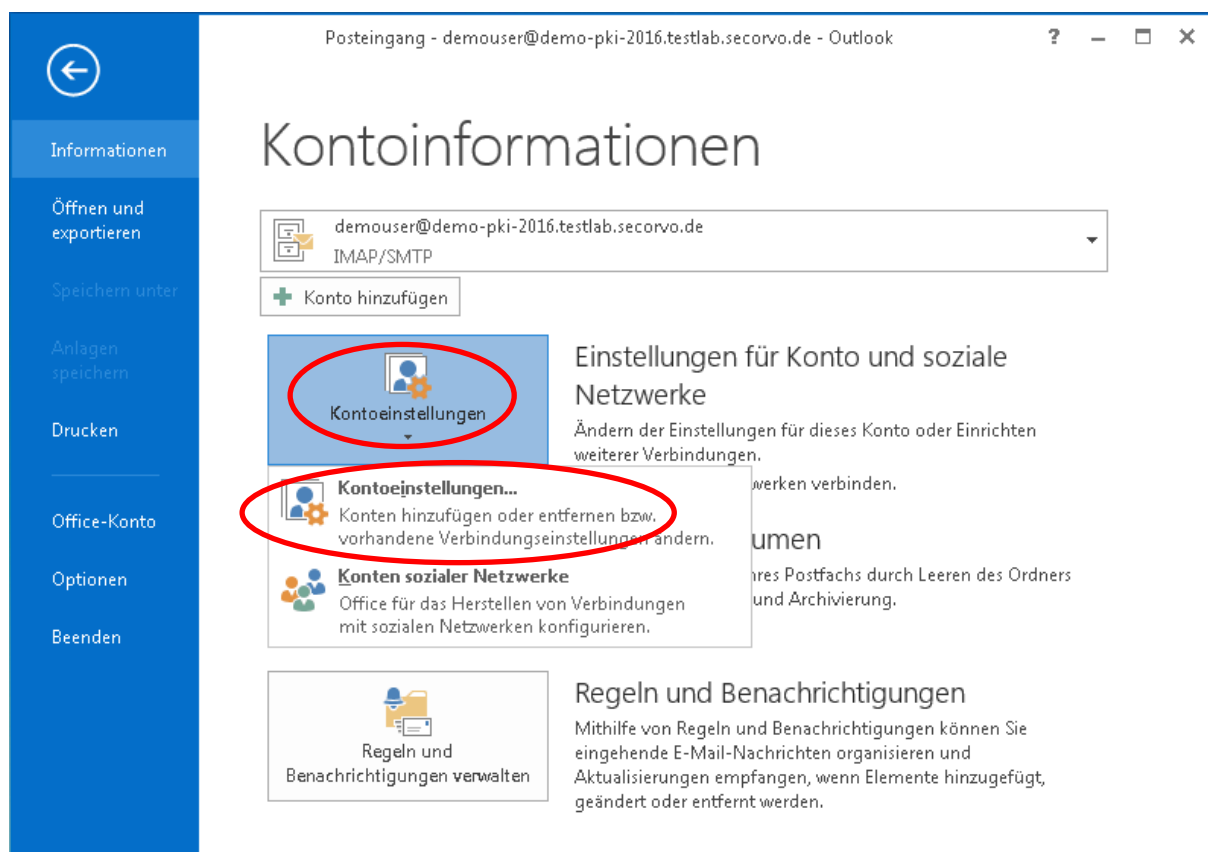 Posteingang - demouser@demo-pki-2016.testlab.secorvo.de - Outlook
?
Informationen
Öffnen und
exportieren
Speichern unter
Anlagen
speichern
Drucken
Office-Konto
Optionen
Beenden
Kontoinformationen
demouser@demo-pki-2016.testlab.secorvo.de
IMAP/SMTP
Konto hinzufügen
Kontoeinstellungen
Einstellungen für Konto und soziale
Netzwerke
Ändern der Einstellungen für dieses Konto oder Einrichten
weiterer Verbindungen.
werken verbinden.
Kontoeinstellungen...
Konten hinzufügen oder entfernen bzw.
vorhandene Verbindungseinstellungen ändern.
Konten sozialer Netzwerke
Office für das Herstellen von Verbindungen
mit sozialen Netzwerken konfigurieren.
umen
res Postfachs durch Leeren des Ordners
und Archivierung.
Regeln und
Benachrichtigungen verwalten
Regeln und Benachrichtigungen
Mithilfe von Regeln und Benachrichtigungen können Sie
eingehende E-Mail-Nachrichten organisieren und
Aktualisierungen empfangen, wenn Elemente hinzugefügt,
geändert oder entfernt werden.